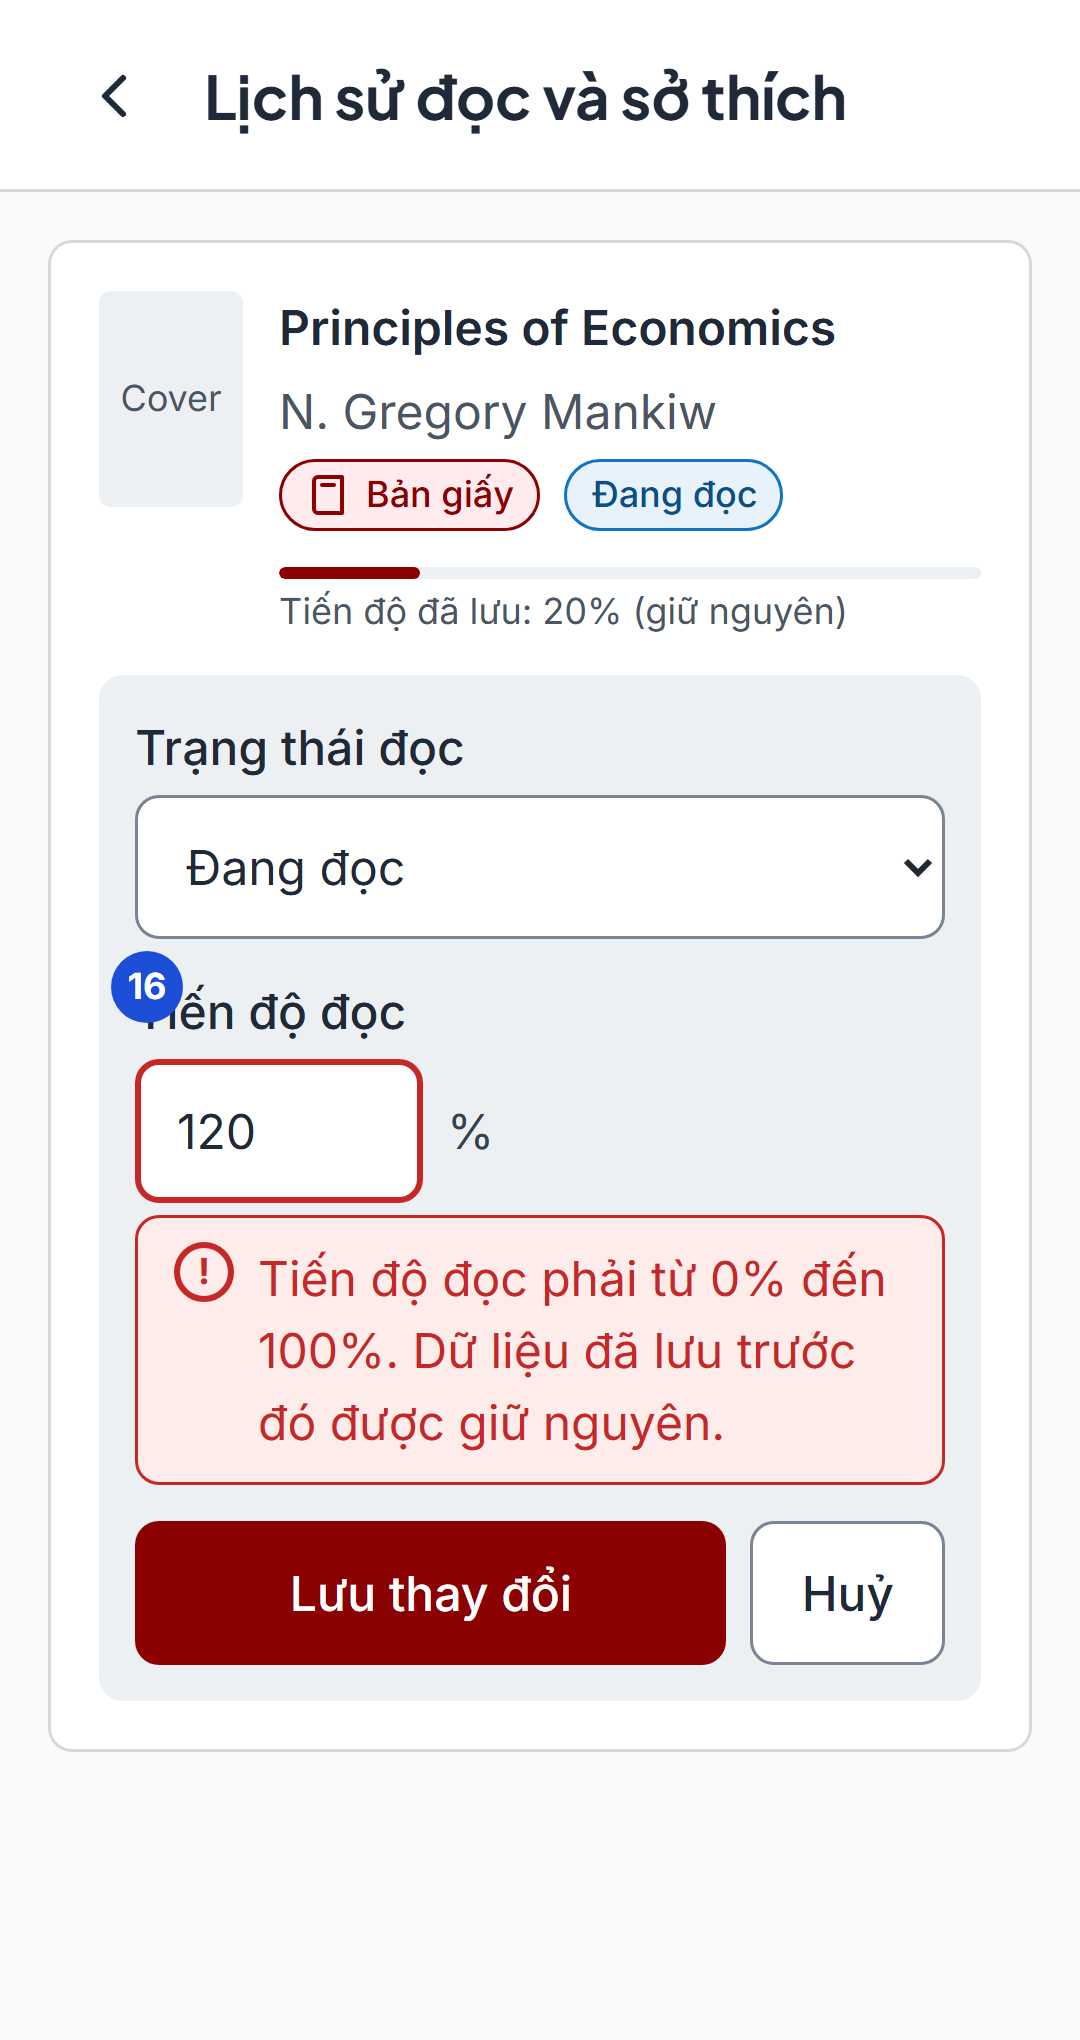 Lịch sử đọc và sở thích
Cover
Principles of Economics
N. Gregory Mankiw
Bản giấy
Đang đọc
Tiến độ đã lưu: 20% (giữ nguyên)
Trạng thái đọc
Đang đọc
16
Tiến độ đọc
120 %
!
Tiến độ đọc phải từ 0% đến
100%. Dữ liệu đã lưu trước
đó được giữ nguyên.
Lưu thay đổi
Huỷ